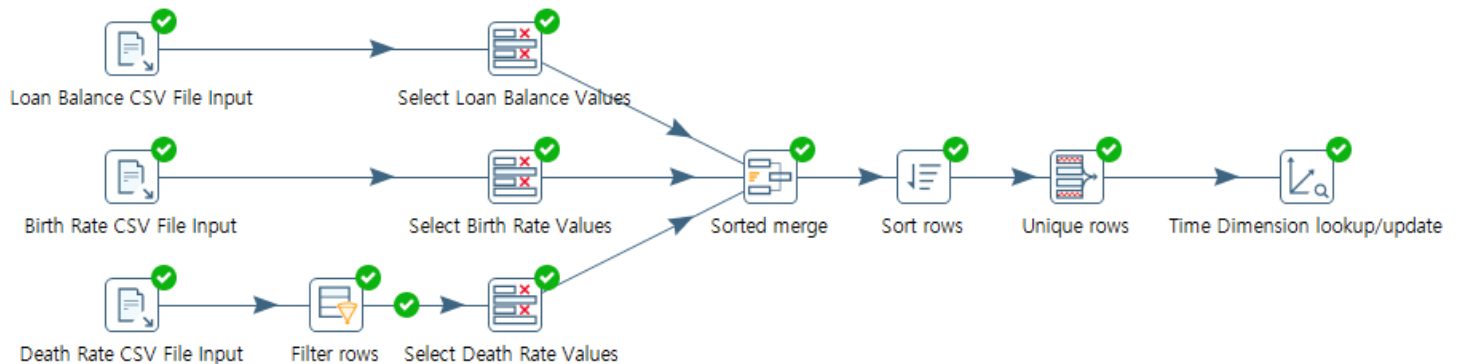 Loan Balance CSV File Input
Select Loan Balance Values
Birth Rate CSV File Input
Select Birth Rate Values
Sorted merge
Sort rows
Unique rows
Time Dimension lookup/update
Death Rate CSV File Input
Filter rows
Select Death Rate Values